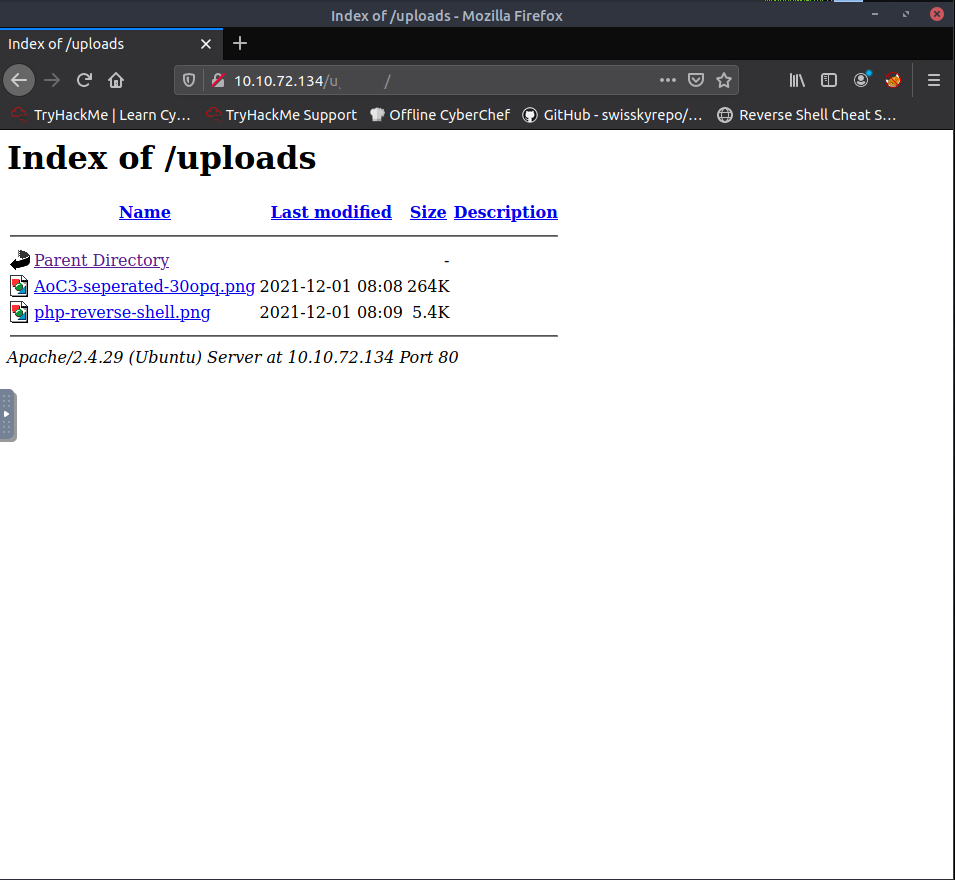 Index of /uploads - Mozilla Firefox
Index of /uploads
10.10.72.134/u /
TryHackMe | Learn Cy… TryHackMe Support Offline CyberChef GitHub - swisskyrepo/… Reverse Shell Cheat S…
Index of /uploads
Name Last modified Size Description
Parent Directory -
AoC3-seperated-30opq.png 2021-12-01 08:08 264K
php-reverse-shell.png 2021-12-01 08:09 5.4K
Apache/2.4.29 (Ubuntu) Server at 10.10.72.134 Port 80